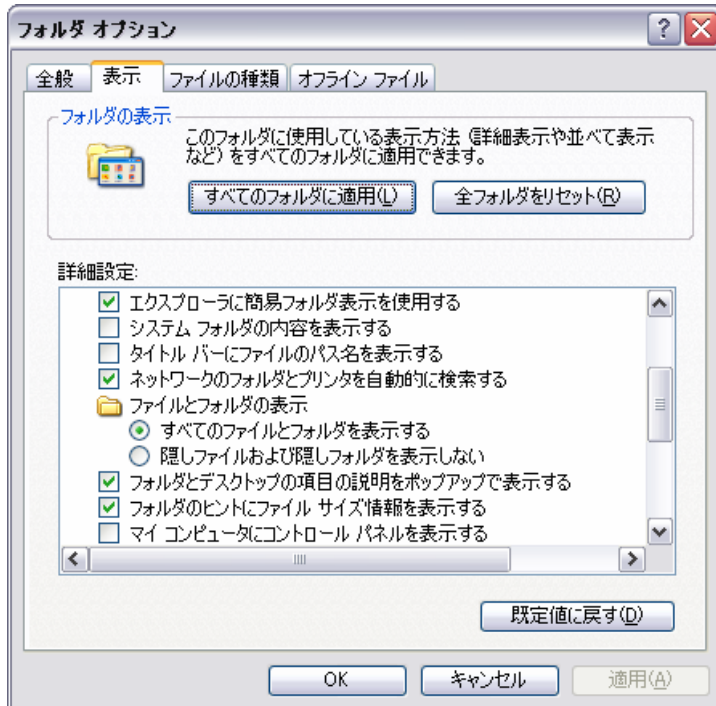 フォルダ オプション
全般 表示 ファイルの種類 オフライン ファイル
フォルダの表示
このフォルダに使用している表示方法 (詳細表示や並べて表示
など) をすべてのフォルダに適用できます。
すべてのフォルダに適用(L) 全フォルダをリセット(R)
詳細設定:
エクスプローラに簡易フォルダ表示を使用する
システム フォルダの内容を表示する
タイトル バーにファイルのパス名を表示する
ネットワークのフォルダとプリンタを自動的に検索する
ファイルとフォルダの表示
すべてのファイルとフォルダを表示する
隠しファイルおよび隠しフォルダを表示しない
フォルダとデスクトップの項目の説明をポップアップで表示する
フォルダのヒントにファイル サイズ情報を表示する
マイ コンピュータにコントロール パネルを表示する
既定値に戻す(D)
OK キャンセル 適用(A)